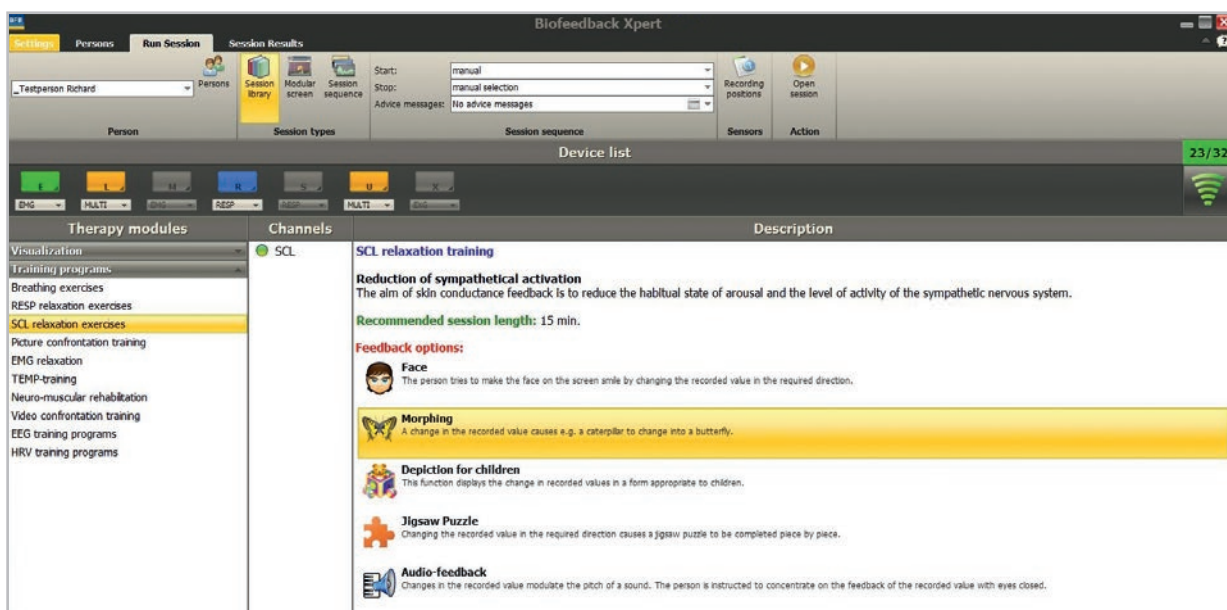 BFB
Biofeedback Xpert
Settings Persons Run Session Session Results
_Testperson Richard
Persons
Person
Session library
Modular screen
Session sequence
Session types
Start: manual
Stop: manual selection
Advice messages: No advice messages
Session sequence
Recording positions
Sensors
Open session
Action
Device list
23/32
E L M R S U X
EMG MULTI EMG RESP RESP MULTI EKG
Therapy modules
Visualization
Training programs
Breathing exercises
RESP relaxation exercises
SCL relaxation exercises
Picture confrontation training
EMG relaxation
TEMP-training
Neuro-muscular rehabilitation
Video confrontation training
EEG training programs
HRV training programs
Channels
SCL
Description
SCL relaxation training
Reduction of sympathetical activation
The aim of skin conductance feedback is to reduce the habitual state of arousal and the level of activity of the sympathetic nervous system.
Recommended session length: 15 min.
Feedback options:
Face
The person tries to make the face on the screen smile by changing the recorded value in the required direction.
Morphing
A change in the recorded value causes e.g. a caterpillar to change into a butterfly.
Depiction for children
This function displays the change in recorded values in a form appropriate to children.
Jigsaw Puzzle
Changing the recorded value in the required direction causes a jigsaw puzzle to be completed piece by piece.
Audio-feedback
Changes in the recorded value modulate the pitch of a sound. The person is instructed to concentrate on the feedback of the recorded value with eyes closed.